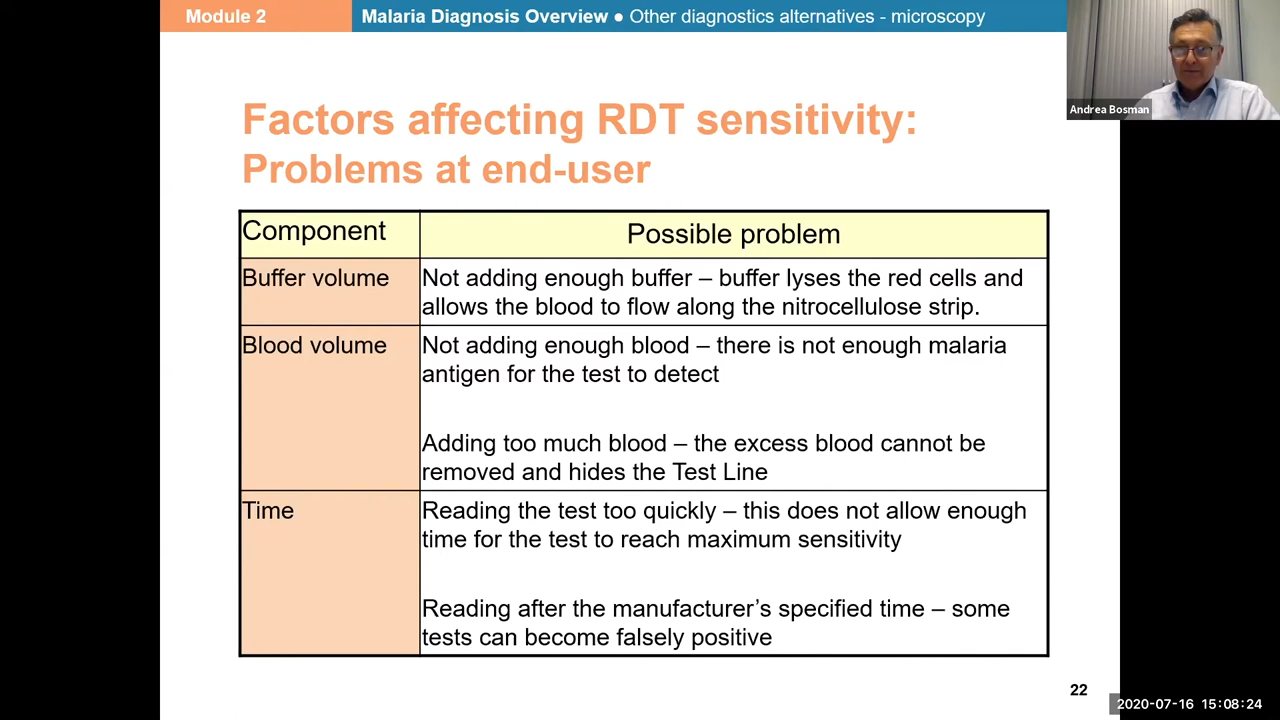 Module 2
Malaria Diagnosis Overview ● Other diagnostics alternatives - microscopy
Andrea Bosman
Factors affecting RDT sensitivity:
Problems at end-user
Component
Possible problem
Buffer volume
Not adding enough buffer – buffer lyses the red cells and
allows the blood to flow along the nitrocellulose strip.
Blood volume
Not adding enough blood – there is not enough malaria
antigen for the test to detect
Adding too much blood – the excess blood cannot be
removed and hides the Test Line
Time
Reading the test too quickly – this does not allow enough
time for the test to reach maximum sensitivity
Reading after the manufacturer’s specified time – some
tests can become falsely positive
22
2020-07-16 15:08:24